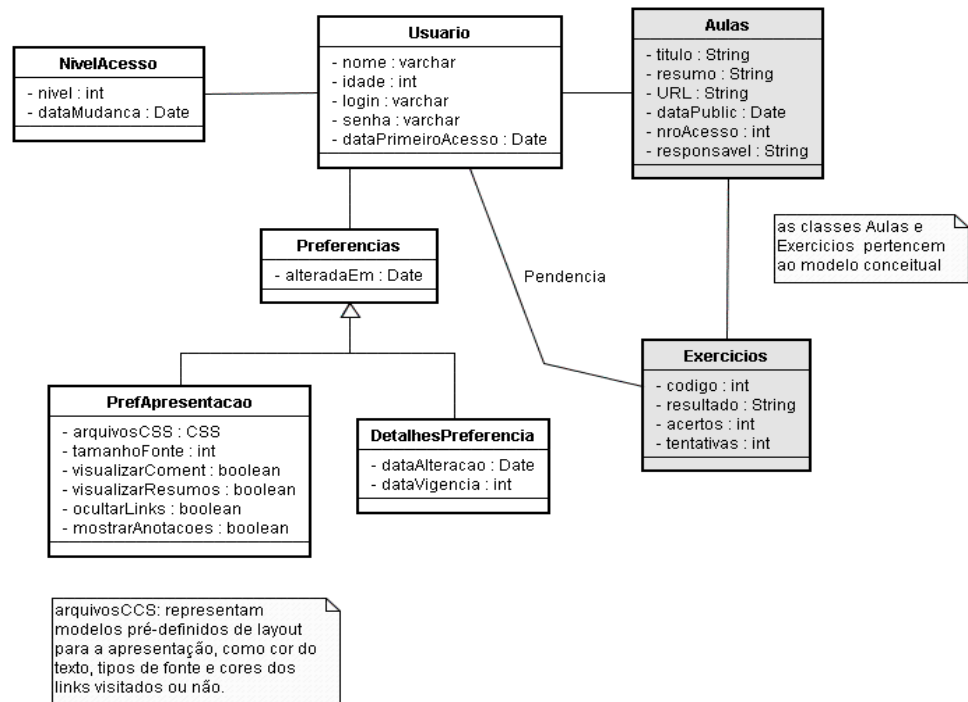 NivelAcesso
- nivel : int
- dataMudanca : Date
Usuario
- nome : varchar
- idade : int
- login : varchar
- senha : varchar
- dataPrimeiroAcesso : Date
Aulas
- titulo : String
- resumo : String
- URL : String
- dataPublic : Date
- nroAcesso : int
- responsavel : String
Preferencias
- alteradaEm : Date
Pendencia
as classes Aulas e
Exercicios pertencem
ao modelo conceitual
PrefApresentacao
- arquivosCSS : CSS
- tamanhoFonte : int
- visualizarComent : boolean
- visualizarResumos : boolean
- ocultarLinks : boolean
- mostrarAnotacoes : boolean
DetalhesPreferencia
- dataAlteracao : Date
- dataVigencia : int
Exercicios
- codigo : int
- resultado : String
- acertos : int
- tentativas : int
arquivosCCS: representam
modelos pré-definidos de layout
para a apresentação, como cor do
texto, tipos de fonte e cores dos
links visitados ou não.